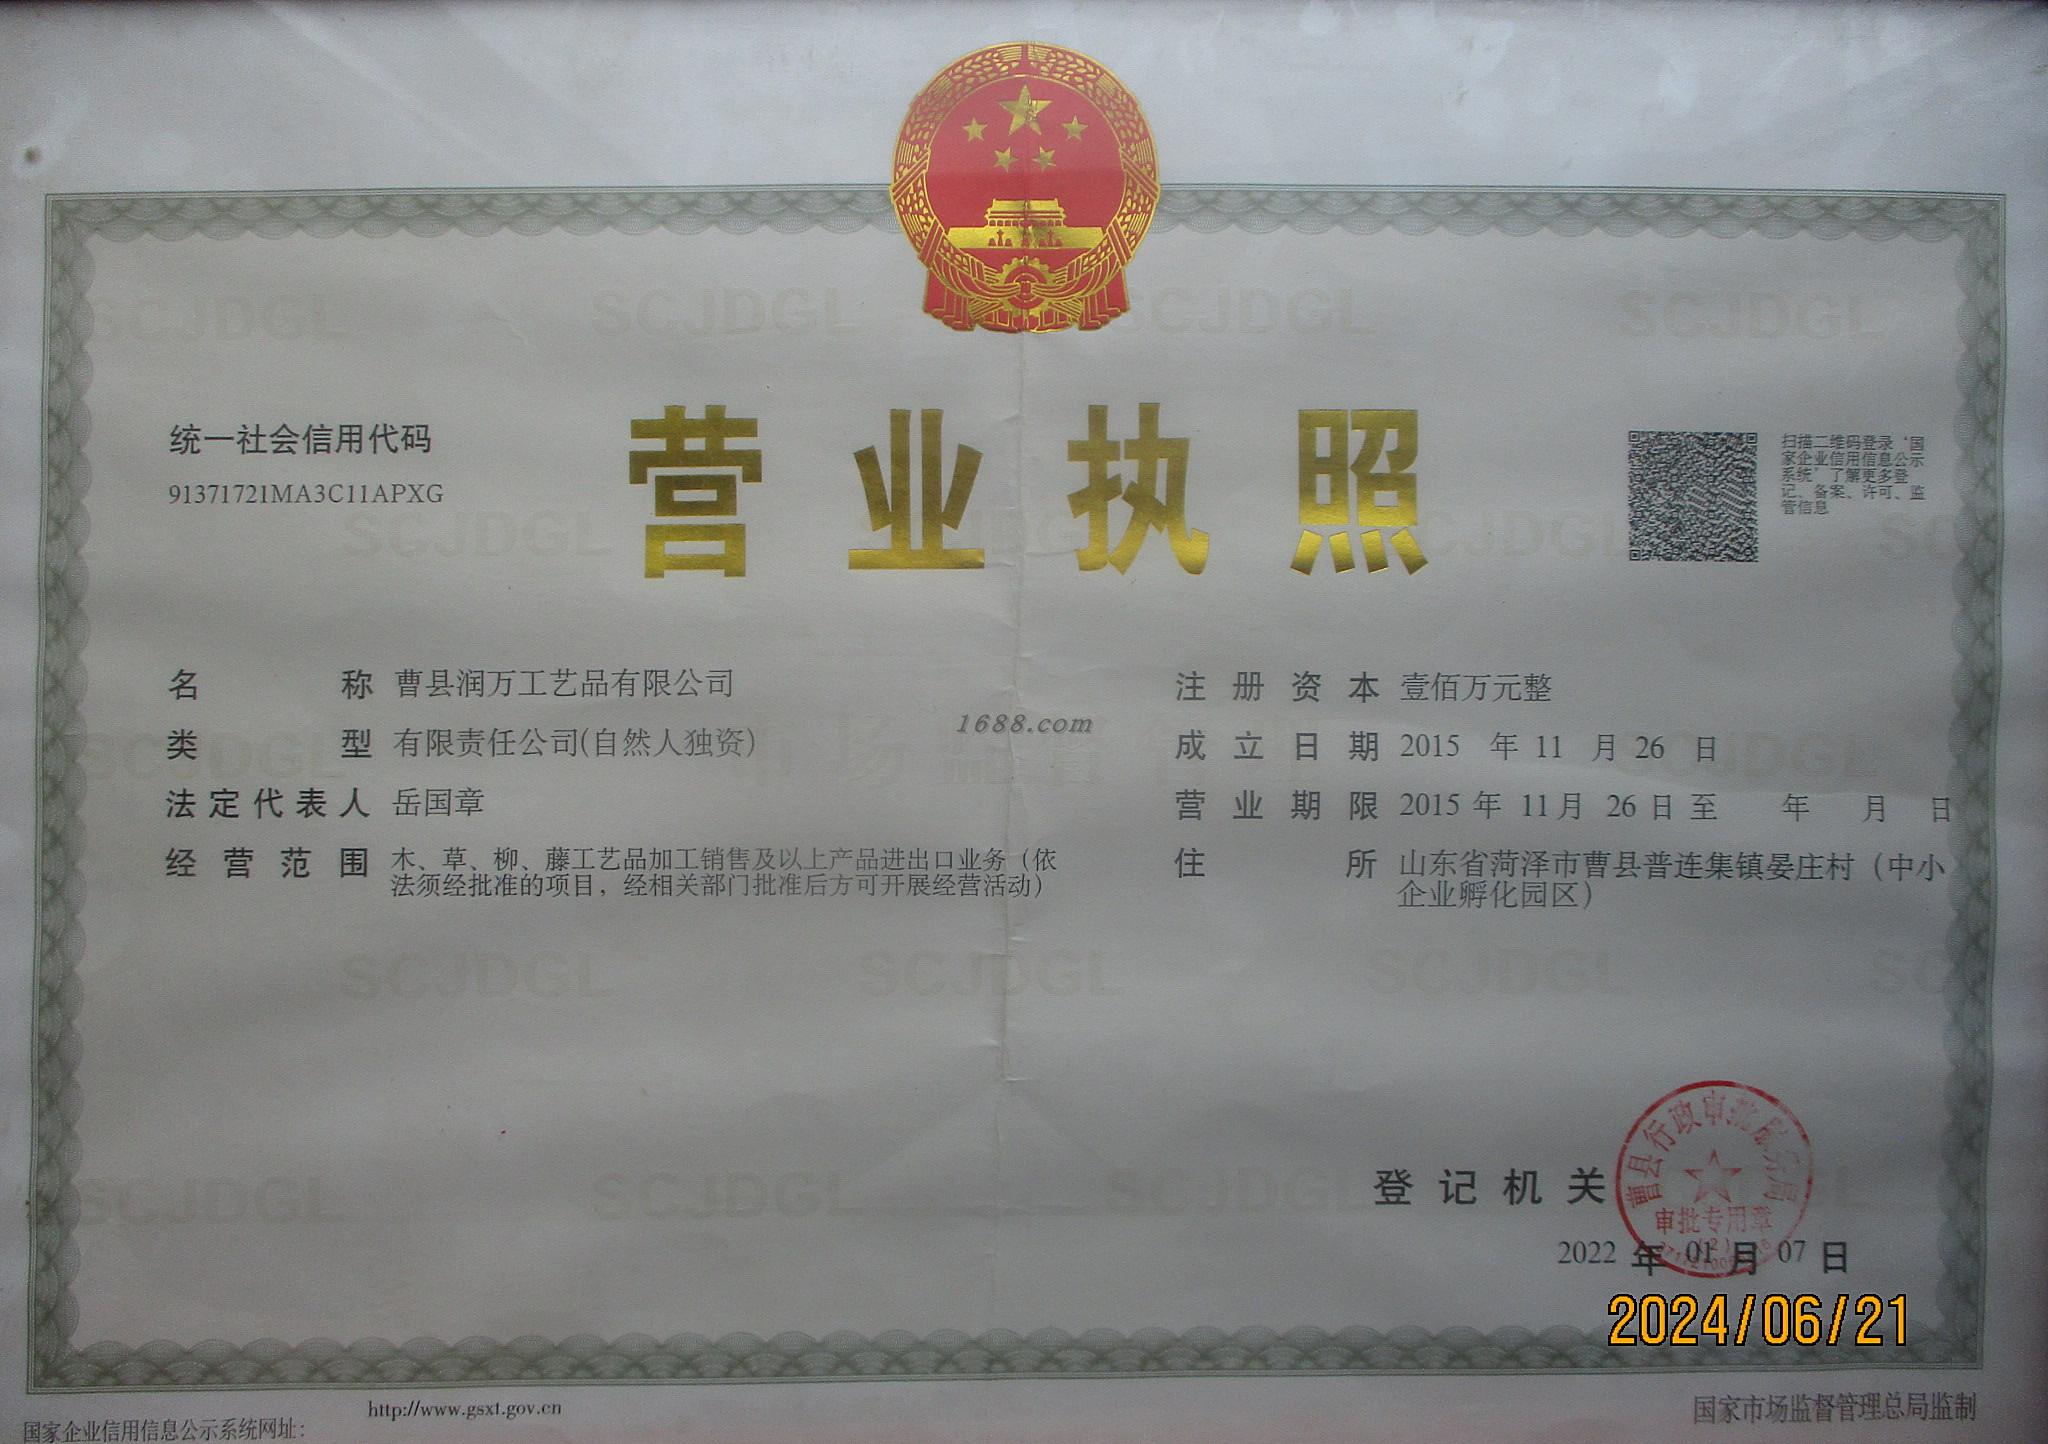 统一社会信用代码
91371721MA3C11APXG
营业执照
扫描二维码登录‘国
家企业信用信息公示
系统’了解更多登
记、备案、许可、监
管信息
名称 曹县润万工艺品有限公司
类型 有限责任公司(自然人独资)
法定代表人 岳国章
经营范围 木、草、柳、藤工艺品加工销售及以上产品进出口业务（依
法须经批准的项目，经相关部门批准后方可开展经营活动）
1688.com
注册资本 壹佰万元整
成立日期 2015 年 11 月 26 日
营业期限 2015 年 11月 26 日 至 年 月 日
住所 山东省菏泽市曹县普连集镇晏庄村（中小
企业孵化园区）
SCJDGL
登记机关
曹县行政审批服务局
审批专用章
(2)
2022 年 01 月 07 日
2024/06/21
国家企业信用信息公示系统网址：
http://www.gsxt.gov.cn
国家市场监督管理总局监制